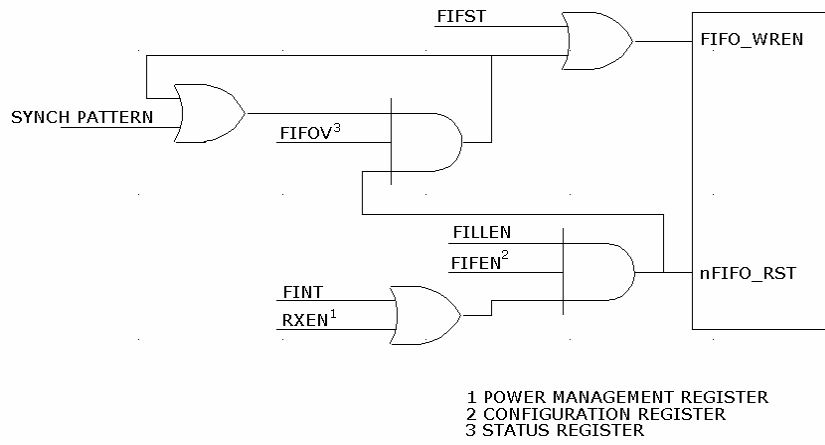 FIFST
FIFO_WREN
SYNCH PATTERN
FIFOV3
FILLEN
FIFEN2
nFIFO_RST
FINT
RXEN1
1 POWER MANAGEMENT REGISTER
2 CONFIGURATION REGISTER
3 STATUS REGISTER